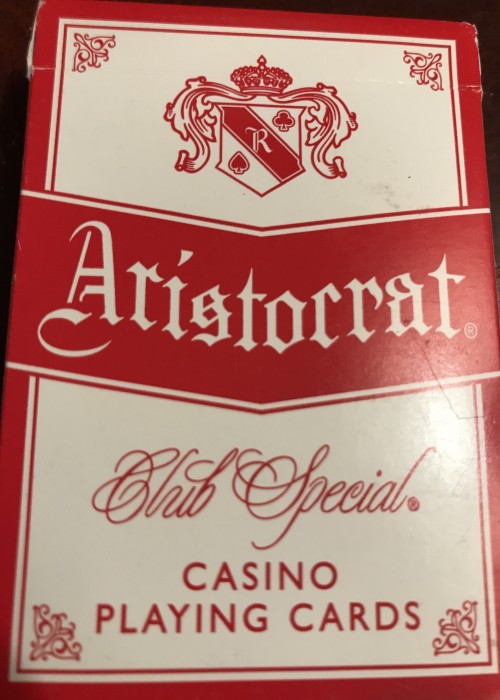 R
Aristocrat®
Club Special®
CASINO
PLAYING CARDS